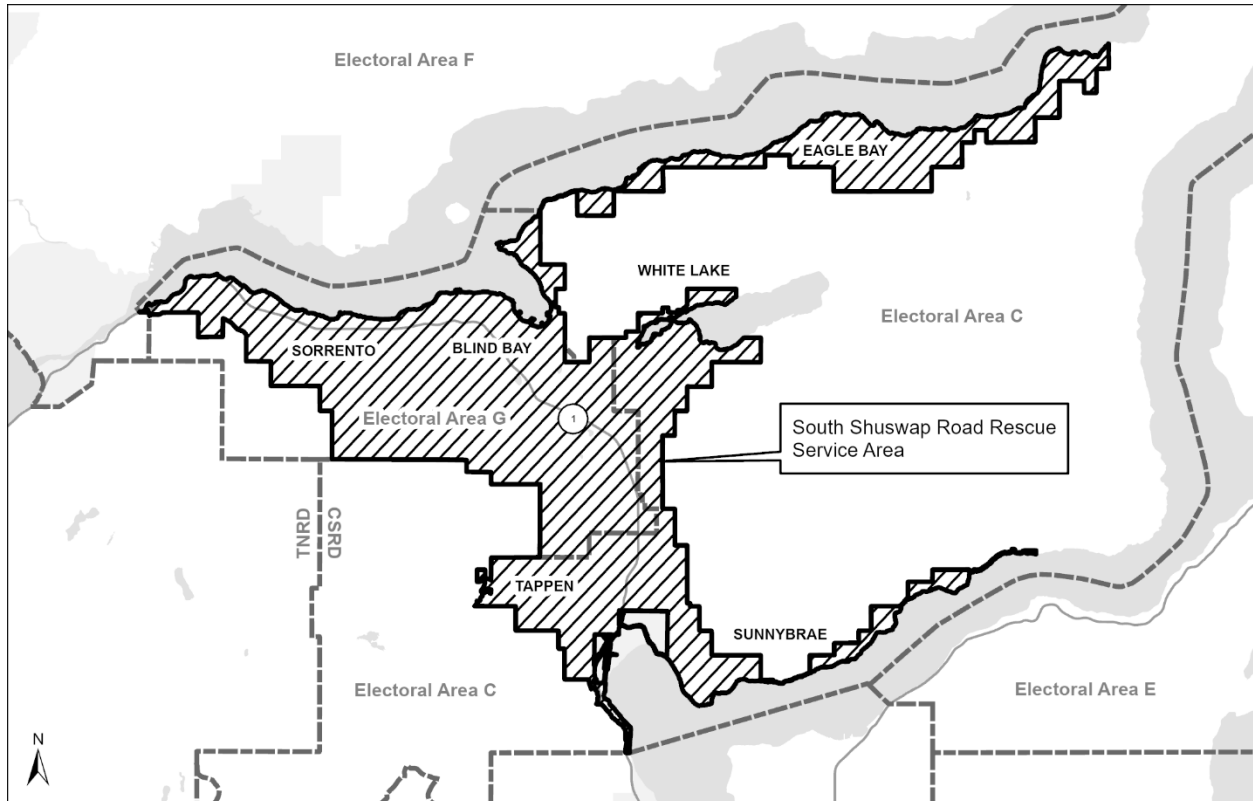 Electoral Area F
EAGLE BAY
WHITE LAKE
Electoral Area C
SORRENTO
BLIND BAY
Electoral Area G
1
South Shuswap Road Rescue
Service Area
TNRD
CSRD
TAPPEN
SUNNYBRAE
Electoral Area C
Electoral Area E
N